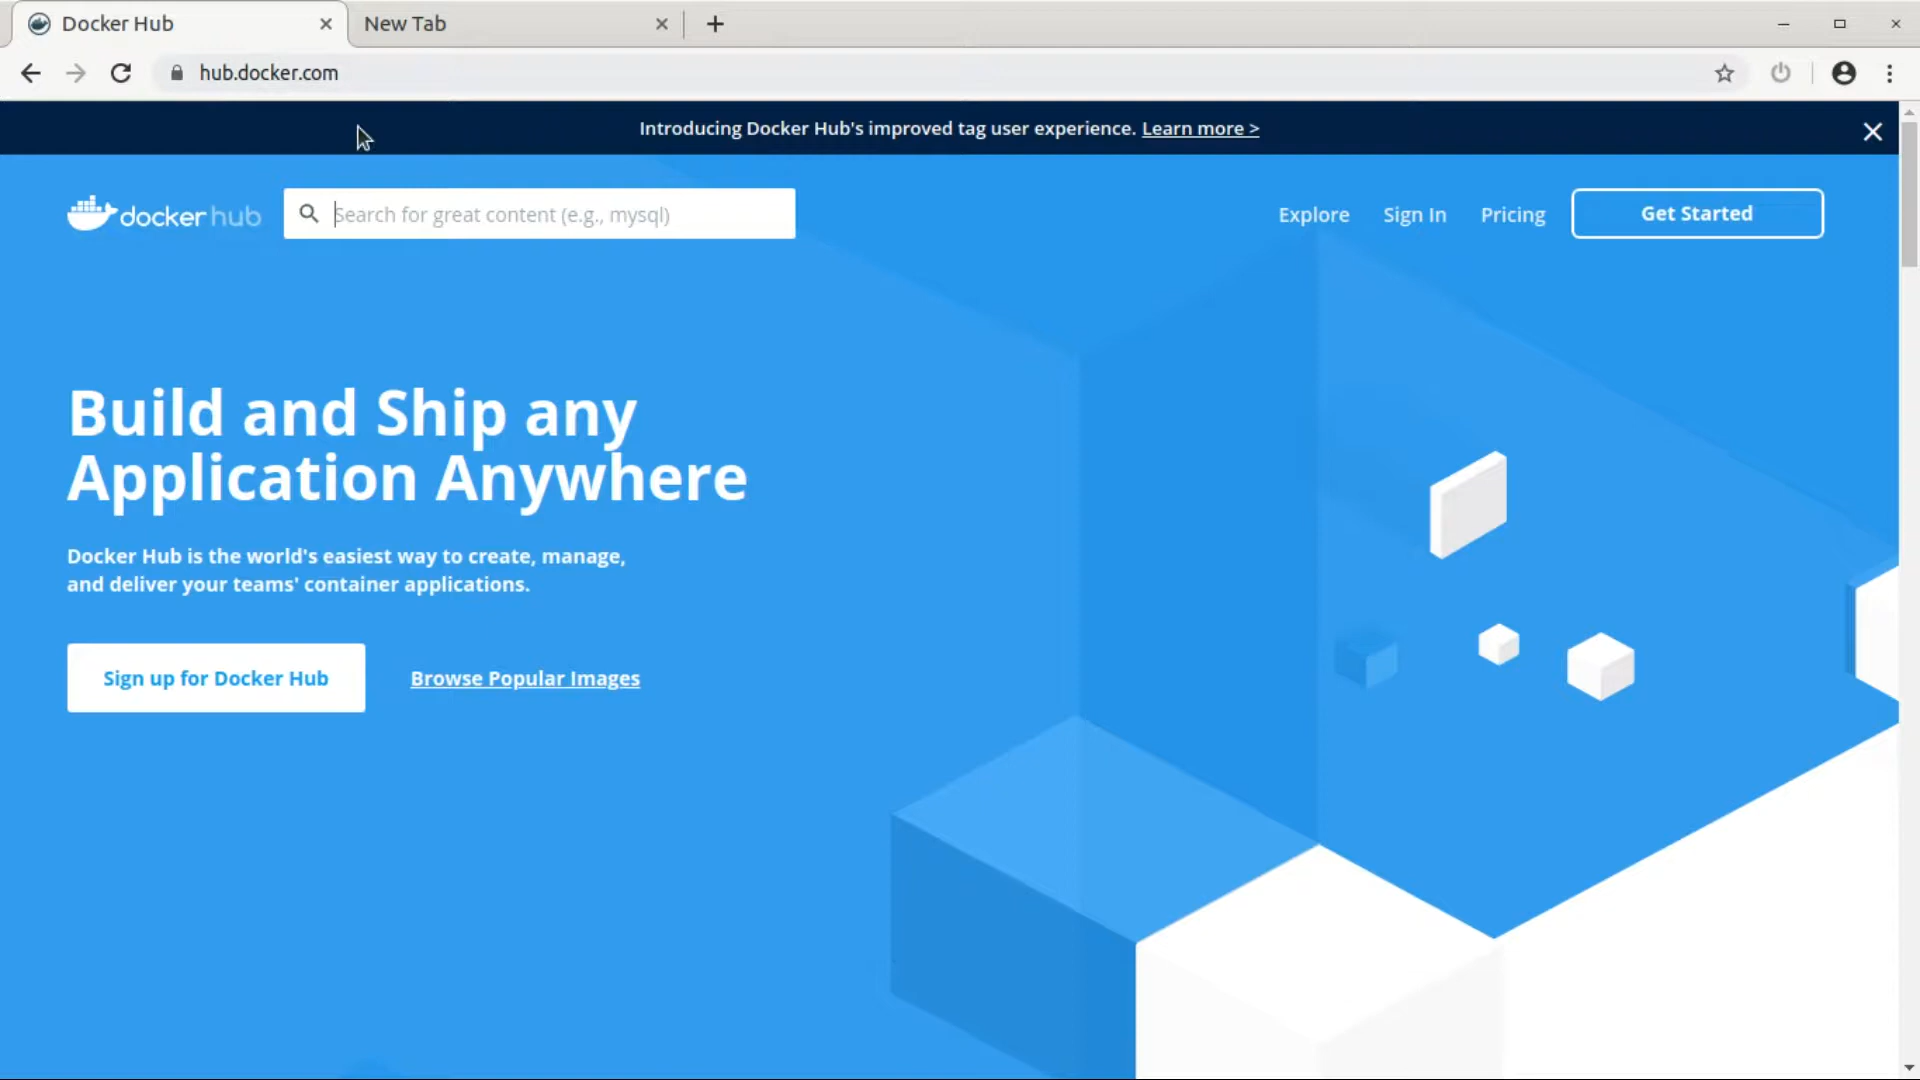 Docker Hub
New Tab
hub.docker.com
Introducing Docker Hub's improved tag user experience. Learn more >
docker hub
Search for great content (e.g., mysql)
Explore
Sign In
Pricing
Get Started
Build and Ship any
Application Anywhere
Docker Hub is the world's easiest way to create, manage,
and deliver your teams' container applications.
Sign up for Docker Hub
Browse Popular Images